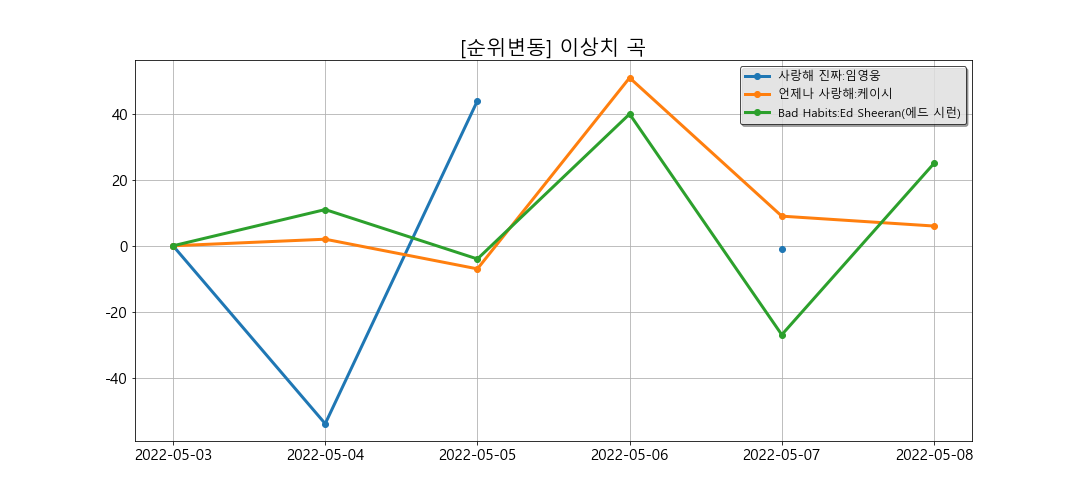 [순위변동] 이상치 곡
사랑해 진짜:임영웅
언제나 사랑해:케이시
Bad Habits:Ed Sheeran(에드 시런)
40
20
0
-20
-40
2022-05-03 2022-05-04 2022-05-05 2022-05-06 2022-05-07 2022-05-08